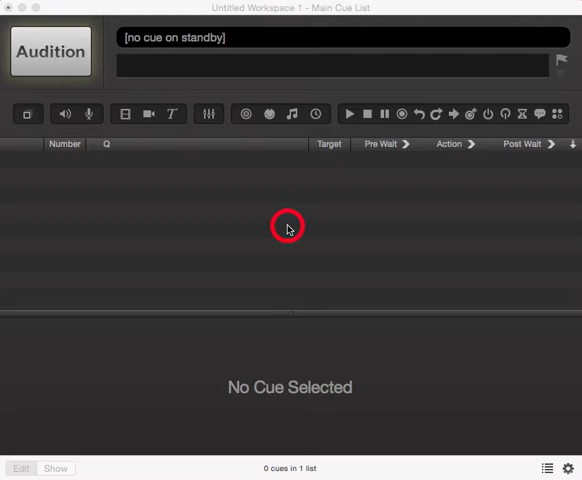 Untitled Workspace 1 - Main Cue List
Audition
[no cue on standby]
T
Number Q Target Pre Wait Action Post Wait
No Cue Selected
Edit Show 0 cues in 1 list